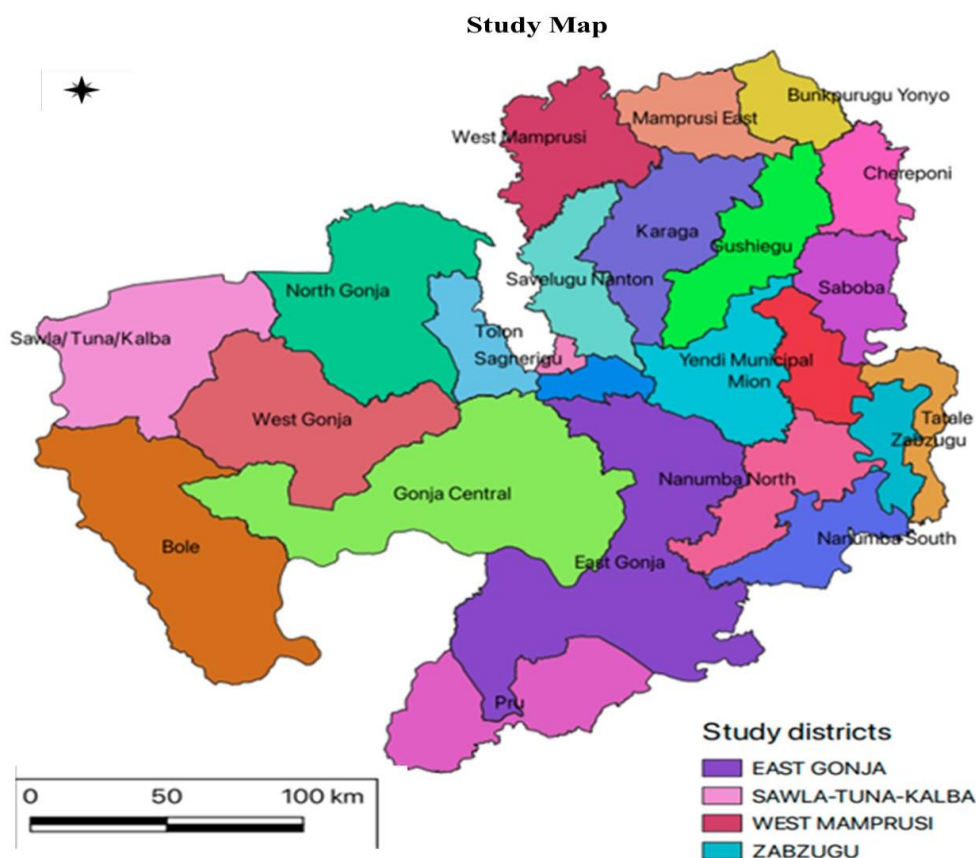 Study Map
Bunkpurugu Yonyo
Mamprusi East
West Mamprusi
Chereponi
Karaga
Gushiegu
Savelugu Nanton
Saboba
North Gonja
Tolon
Sawla/ Tuna/Kalba
Sagnerigu
Yendi Municipal
Mion
West Gonja
Tatale
Zabzugu
Nanumba North
Gonja Central
Nanumba South
Bole
East Gonja
Pru
Study districts
EAST GONJA
SAWLA-TUNA-KALBA
WEST MAMPRUSI
ZABZUGU
0 50 100 km